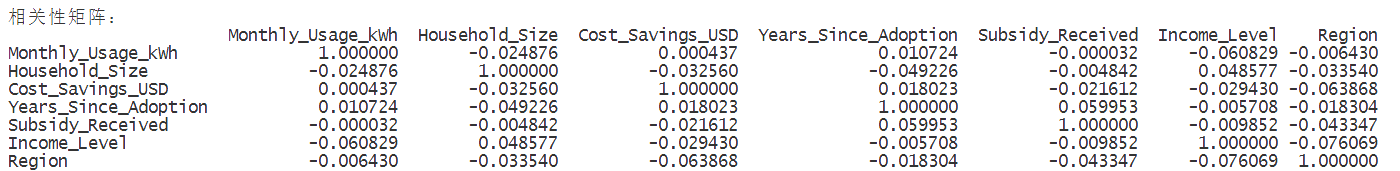 相关性矩阵：
Monthly_Usage_kWh Household_Size Cost_Savings_USD Years_Since_Adoption Subsidy_Received Income_Level Region
Monthly_Usage_kWh 1.000000 -0.024876 0.000437 0.010724 -0.000032 -0.060829 -0.006430
Household_Size -0.024876 1.000000 -0.032560 -0.049226 -0.004842 0.048577 -0.033540
Cost_Savings_USD 0.000437 -0.032560 1.000000 0.018023 -0.021612 -0.029430 -0.063868
Years_Since_Adoption 0.010724 -0.049226 0.018023 1.000000 0.059953 -0.005708 -0.018304
Subsidy_Received -0.000032 -0.004842 -0.021612 0.059953 1.000000 -0.009852 -0.043347
Income_Level -0.060829 0.048577 -0.029430 -0.005708 -0.009852 1.000000 -0.076069
Region -0.006430 -0.033540 -0.063868 -0.018304 -0.043347 -0.076069 1.000000